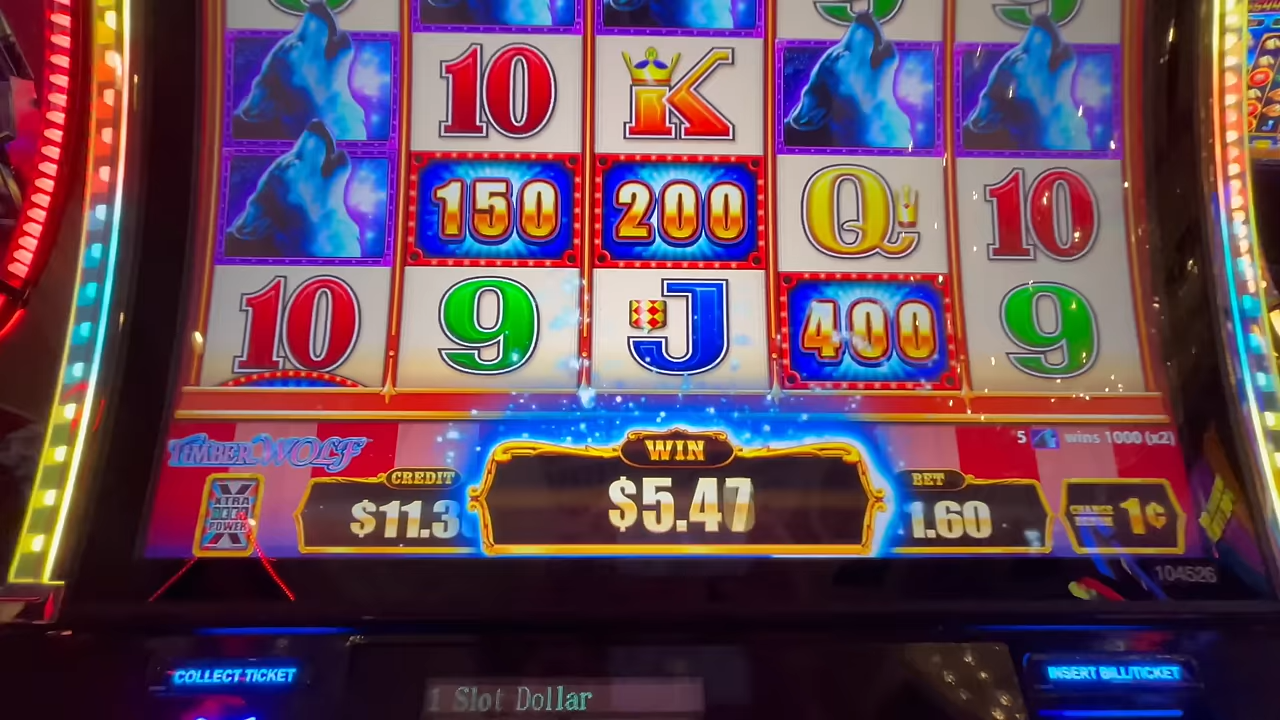 10 K
150 200 Q 10
10 9 J 400 9
TIMBER WOLF
5 wins 1000 (x2)
XTRA
REEL
POWER
CREDIT
$11.3
WIN
$5.47
BET
1.60
1¢
104526
COLLECT TICKET
1 Slot Dollar
INSERT BILL/TICKET